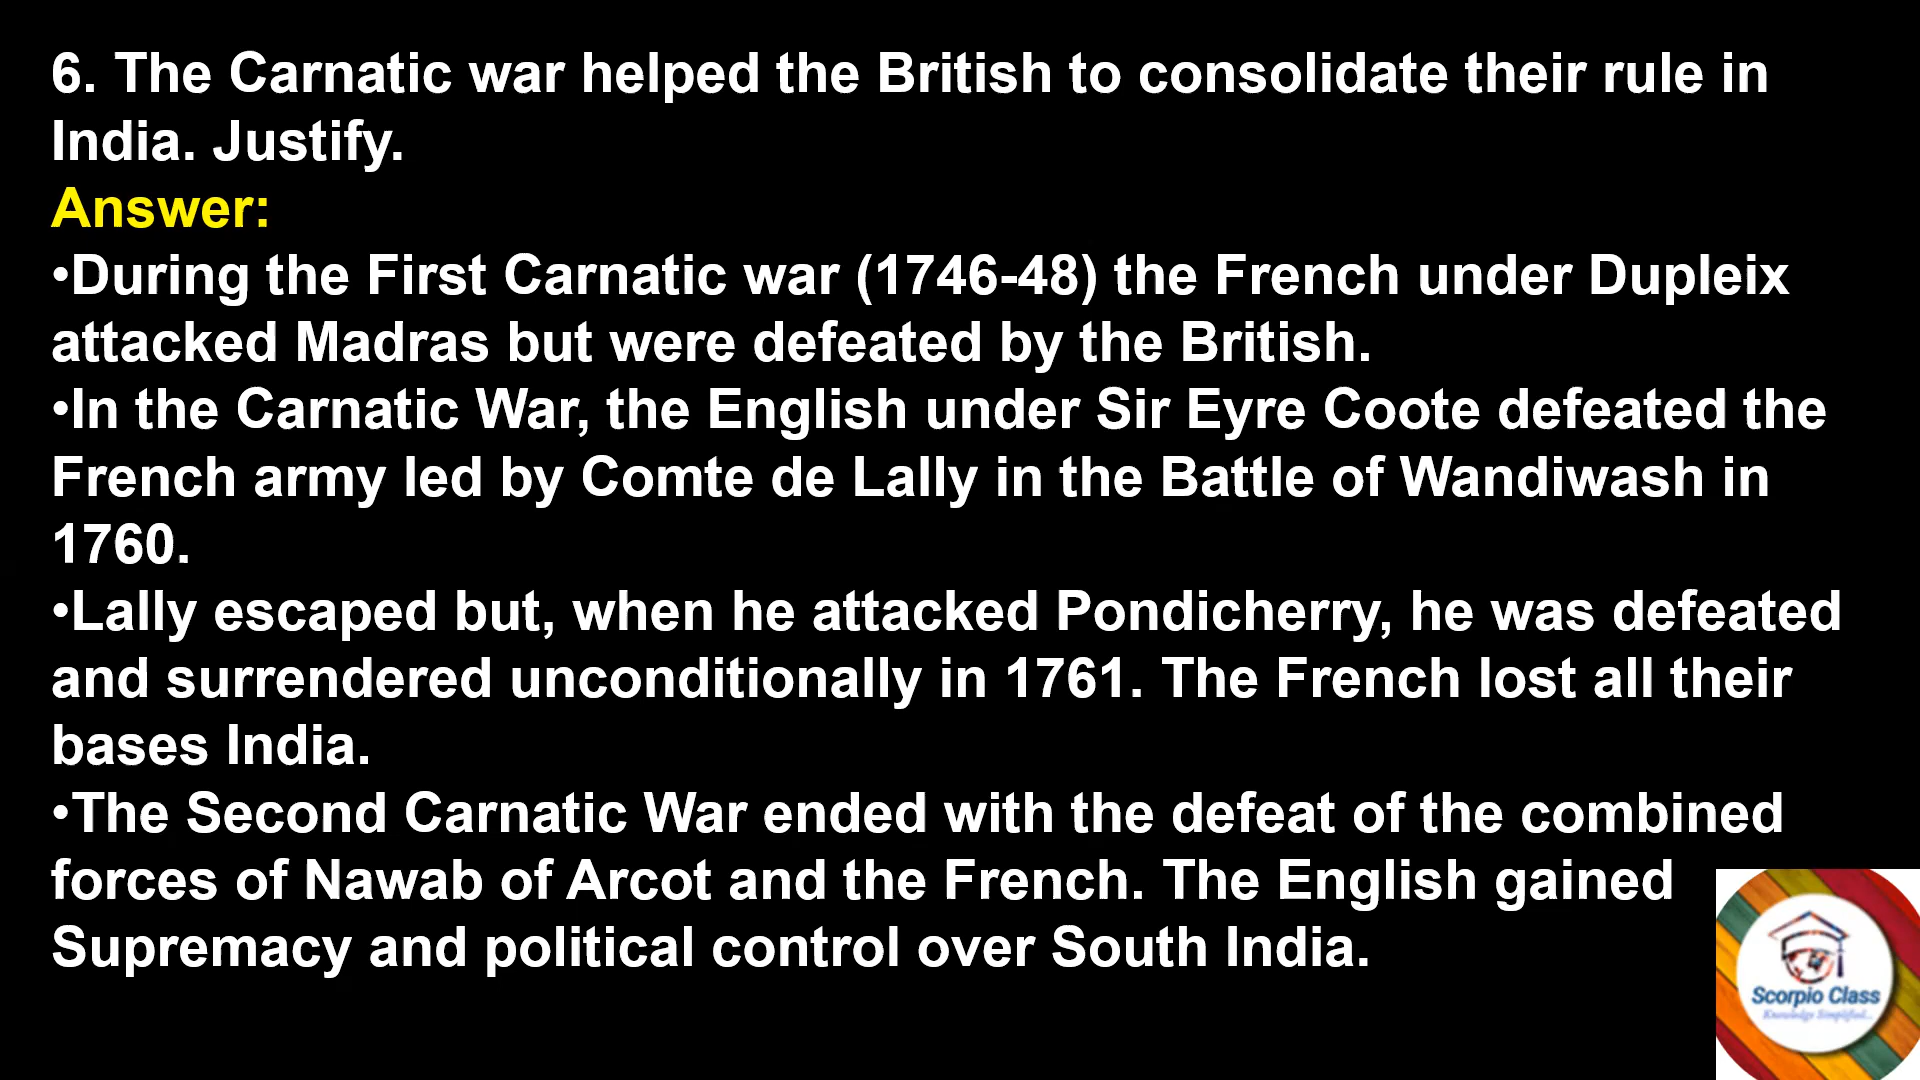 6. The Carnatic war helped the British to consolidate their rule in
India. Justify.
Answer:
•During the First Carnatic war (1746-48) the French under Dupleix
attacked Madras but were defeated by the British.
•In the Carnatic War, the English under Sir Eyre Coote defeated the
French army led by Comte de Lally in the Battle of Wandiwash in
1760.
•Lally escaped but, when he attacked Pondicherry, he was defeated
and surrendered unconditionally in 1761. The French lost all their
bases India.
•The Second Carnatic War ended with the defeat of the combined
forces of Nawab of Arcot and the French. The English gained
Supremacy and political control over South India.
Scorpio Class
Knowledge Simplified...